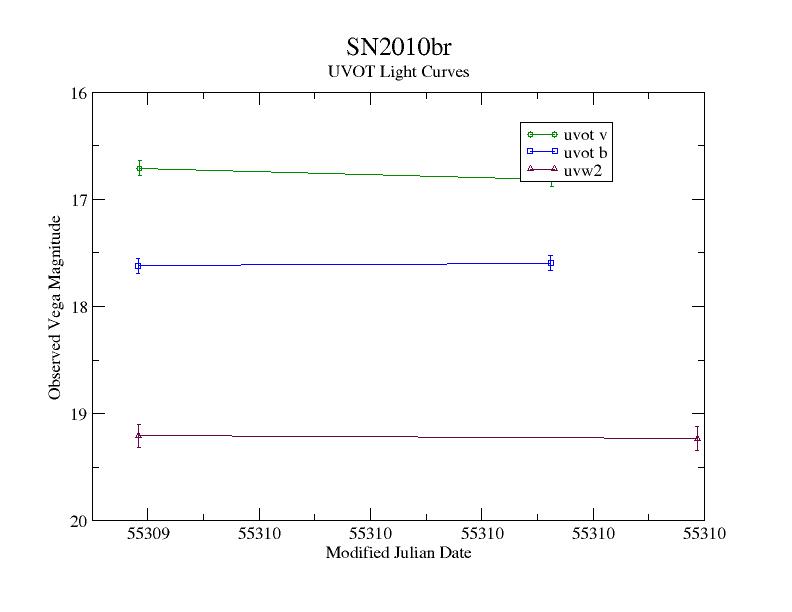 SN2010br
UVOT Light Curves
16
17
18
19
20
Observed Vega Magnitude
uvot v
uvot b
uvw2
55309 55310 55310 55310 55310 55310
Modified Julian Date